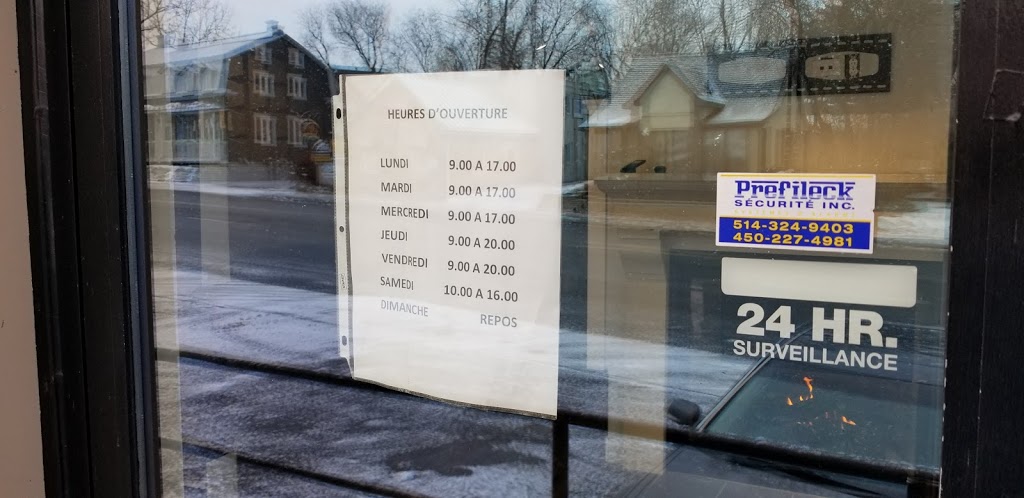 HEURES D'OUVERTURE
LUNDI 9.00 A 17.00
MARDI 9.00 A 17.00
MERCREDI 9.00 A 17.00
JEUDI 9.00 A 20.00
VENDREDI 9.00 A 20.00
SAMEDI 10.00 A 16.00
DIMANCHE REPOS
Profilock
SÉCURITÉ INC.
514-324-9403
450-227-4981
24 HR.
SURVEILLANCE